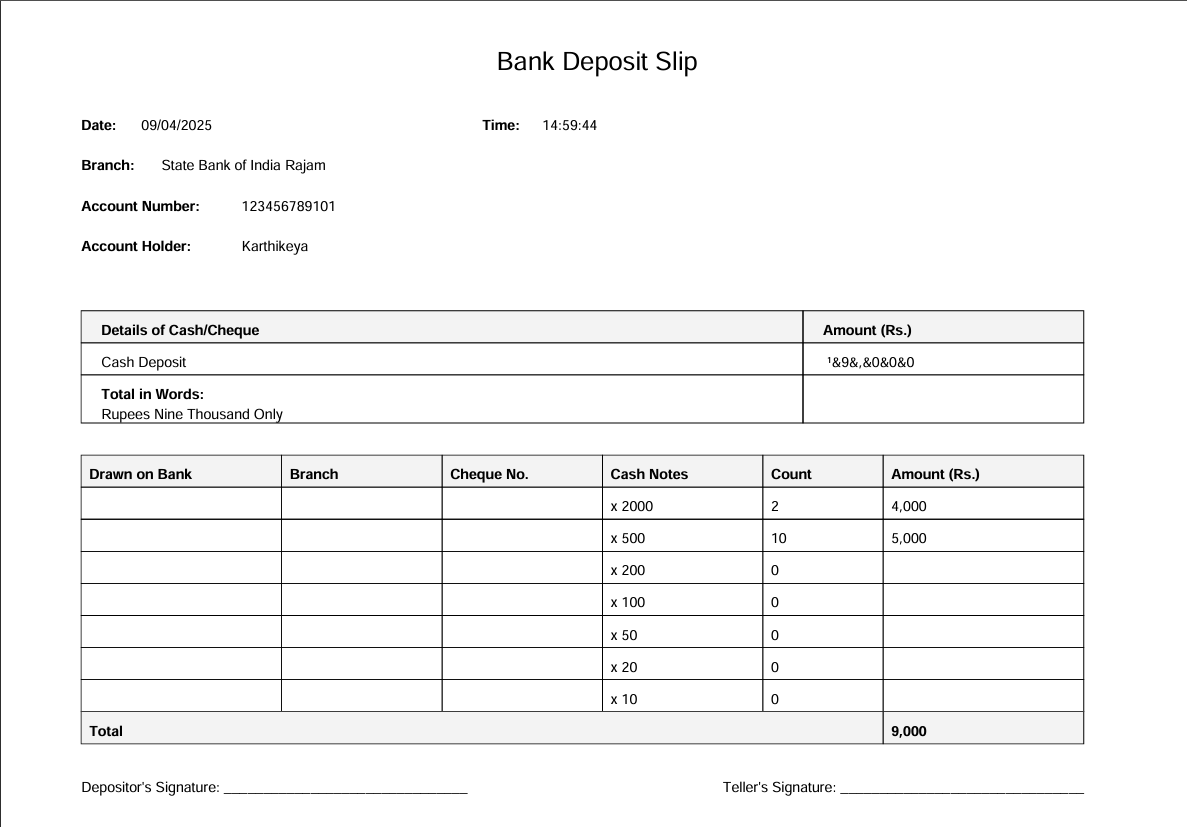 Bank Deposit Slip
Date: 09/04/2025 Time: 14:59:44
Branch: State Bank of India Rajam
Account Number: 123456789101
Account Holder: Karthikeya
Details of Cash/Cheque Amount (Rs.)
Cash Deposit ¹&9&,&0&0&0
Total in Words:
Rupees Nine Thousand Only
Drawn on Bank Branch Cheque No. Cash Notes Count Amount (Rs.)
x 2000 2 4,000
x 500 10 5,000
x 200 0
x 100 0
x 50 0
x 20 0
x 10 0
Total 9,000
Depositor's Signature: _______________________________ Teller's Signature: _______________________________